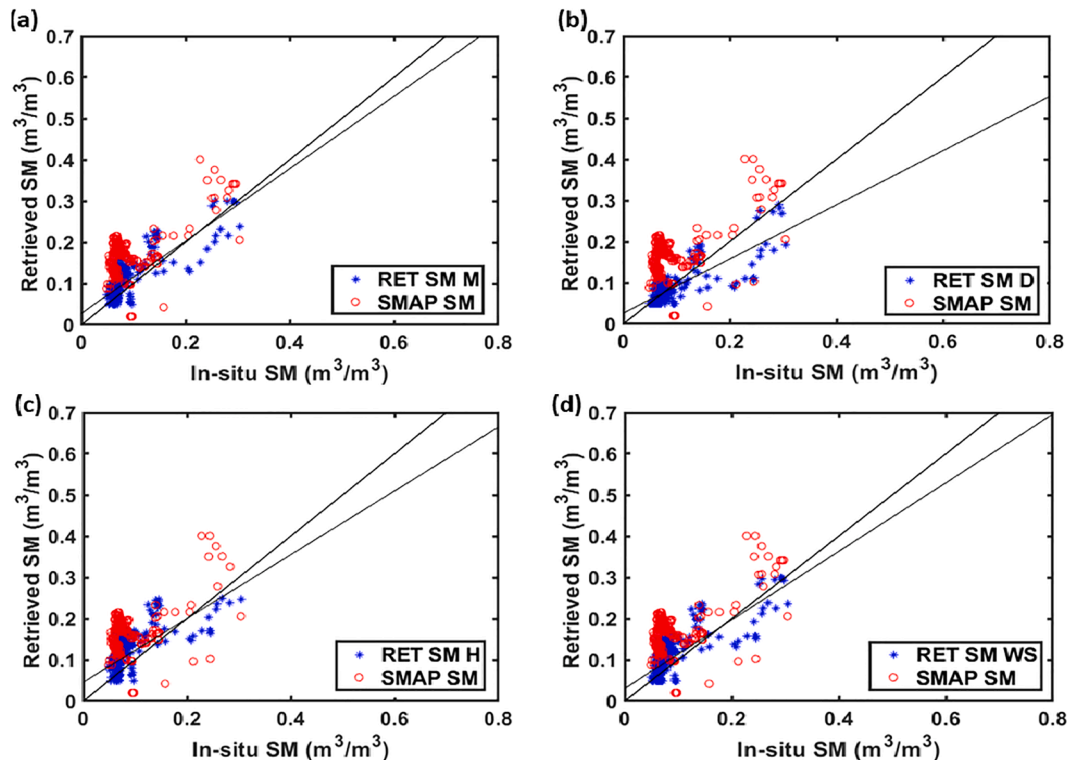 (a)
0.7
0.6
0.5
0.4
0.3
0.2
0.1
0
Retrieved SM (m³/m³)
RET SM M
SMAP SM
0 0.2 0.4 0.6 0.8
In-situ SM (m³/m³)
(b)
0.7
0.6
0.5
0.4
0.3
0.2
0.1
0
Retrieved SM (m³/m³)
RET SM D
SMAP SM
0 0.2 0.4 0.6 0.8
In-situ SM (m³/m³)
(c)
0.7
0.6
0.5
0.4
0.3
0.2
0.1
0
Retrieved SM (m³/m³)
RET SM H
SMAP SM
0 0.2 0.4 0.6 0.8
In-situ SM (m³/m³)
(d)
0.7
0.6
0.5
0.4
0.3
0.2
0.1
0
Retrieved SM (m³/m³)
RET SM WS
SMAP SM
0 0.2 0.4 0.6 0.8
In-situ SM (m³/m³)